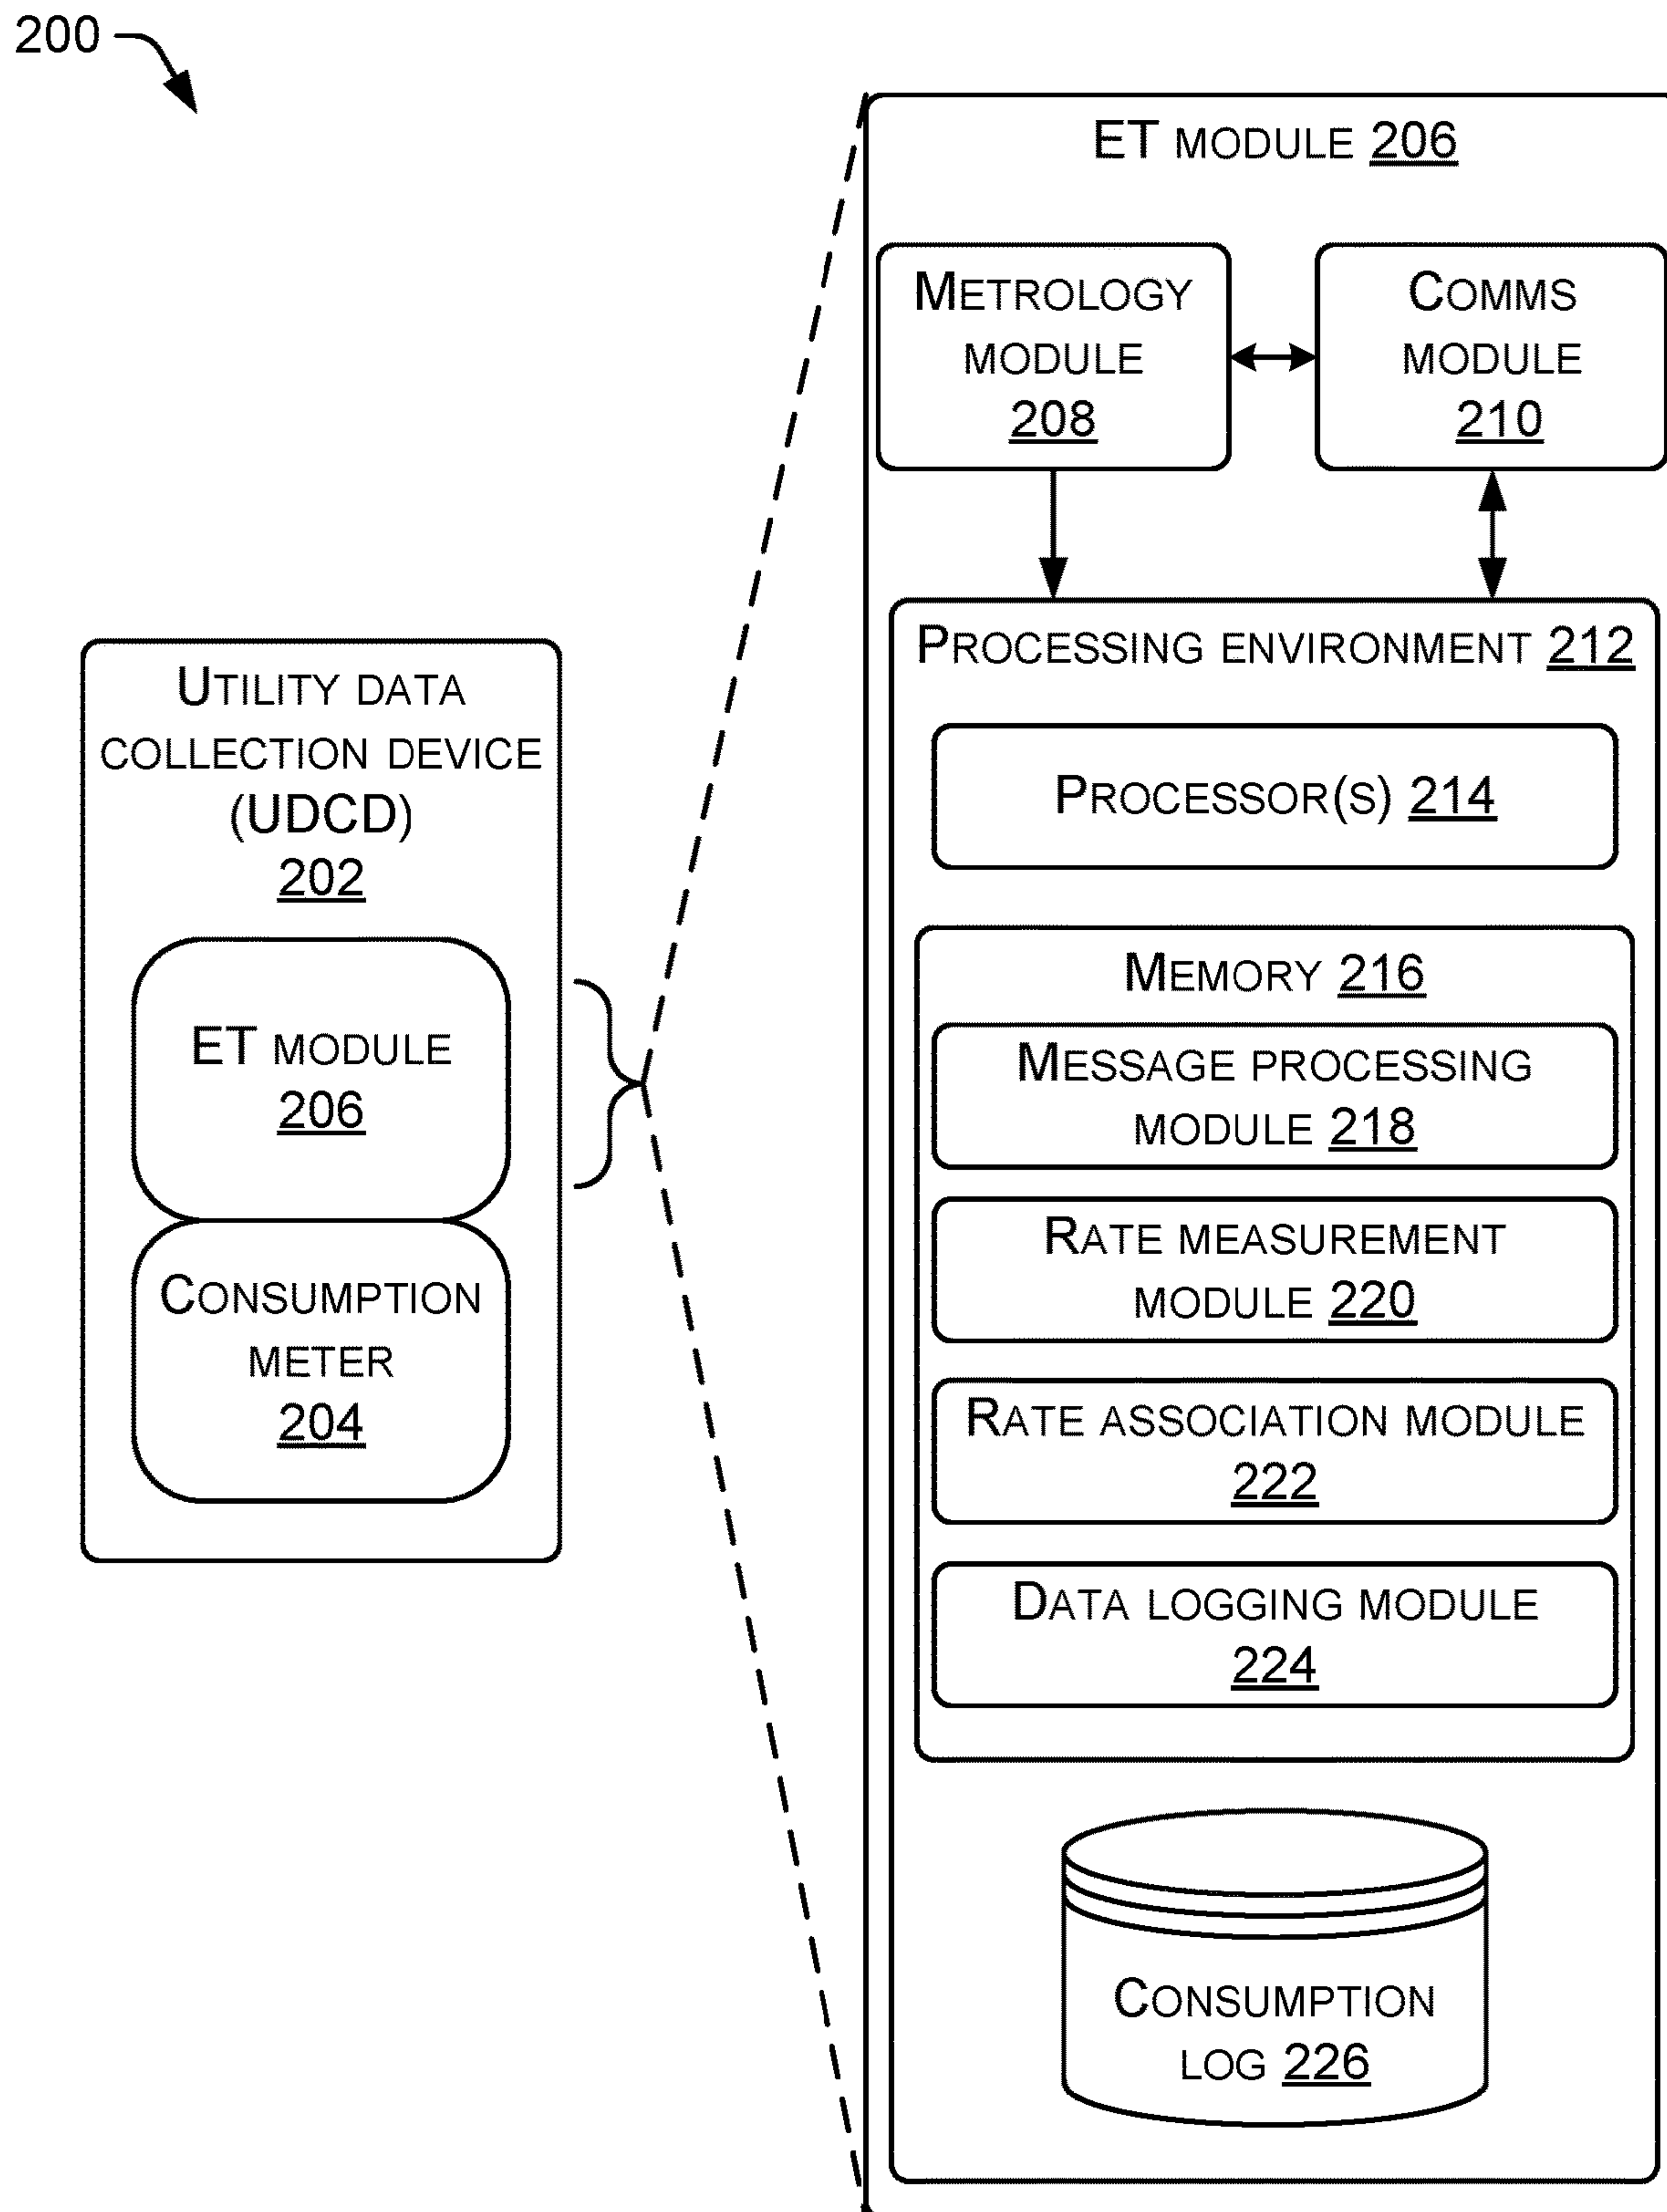 200
ET MODULE 206
METROLOGY
MODULE
208
COMMS
MODULE
210
PROCESSING ENVIRONMENT 212
PROCESSOR(S) 214
MEMORY 216
MESSAGE PROCESSING
MODULE 218
RATE MEASUREMENT
MODULE 220
RATE ASSOCIATION MODULE
222
DATA LOGGING MODULE
224
CONSUMPTION
LOG 226
UTILITY DATA
COLLECTION DEVICE
(UDCD)
202
ET MODULE
206
CONSUMPTION
METER
204